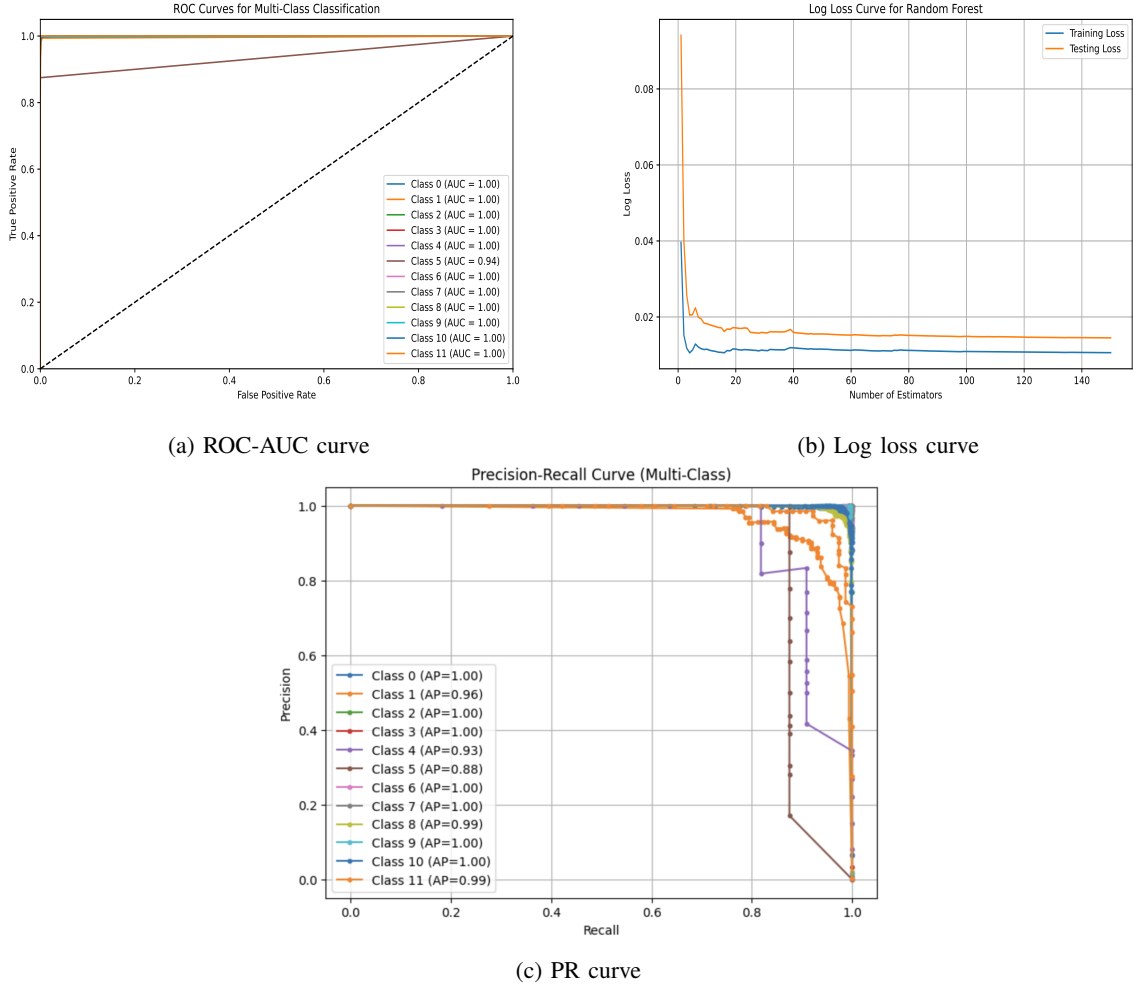 ROC Curves for Multi-Class Classification
1.0
0.8
0.6
0.4
0.2
0.0
True Positive Rate
Class 0 (AUC = 1.00)
Class 1 (AUC = 1.00)
Class 2 (AUC = 1.00)
Class 3 (AUC = 1.00)
Class 4 (AUC = 1.00)
Class 5 (AUC = 0.94)
Class 6 (AUC = 1.00)
Class 7 (AUC = 1.00)
Class 8 (AUC = 1.00)
Class 9 (AUC = 1.00)
Class 10 (AUC = 1.00)
Class 11 (AUC = 1.00)
0.0 0.2 0.4 0.6 0.8 1.0
False Positive Rate
(a) ROC-AUC curve
Log Loss Curve for Random Forest
Training Loss
Testing Loss
0.08
0.06
0.04
0.02
Log Loss
0 20 40 60 80 100 120 140
Number of Estimators
(b) Log loss curve
Precision-Recall Curve (Multi-Class)
1.0
0.8
0.6
0.4
0.2
0.0
Precision
Class 0 (AP=1.00)
Class 1 (AP=0.96)
Class 2 (AP=1.00)
Class 3 (AP=1.00)
Class 4 (AP=0.93)
Class 5 (AP=0.88)
Class 6 (AP=1.00)
Class 7 (AP=1.00)
Class 8 (AP=0.99)
Class 9 (AP=1.00)
Class 10 (AP=1.00)
Class 11 (AP=0.99)
0.0 0.2 0.4 0.6 0.8 1.0
Recall
(c) PR curve